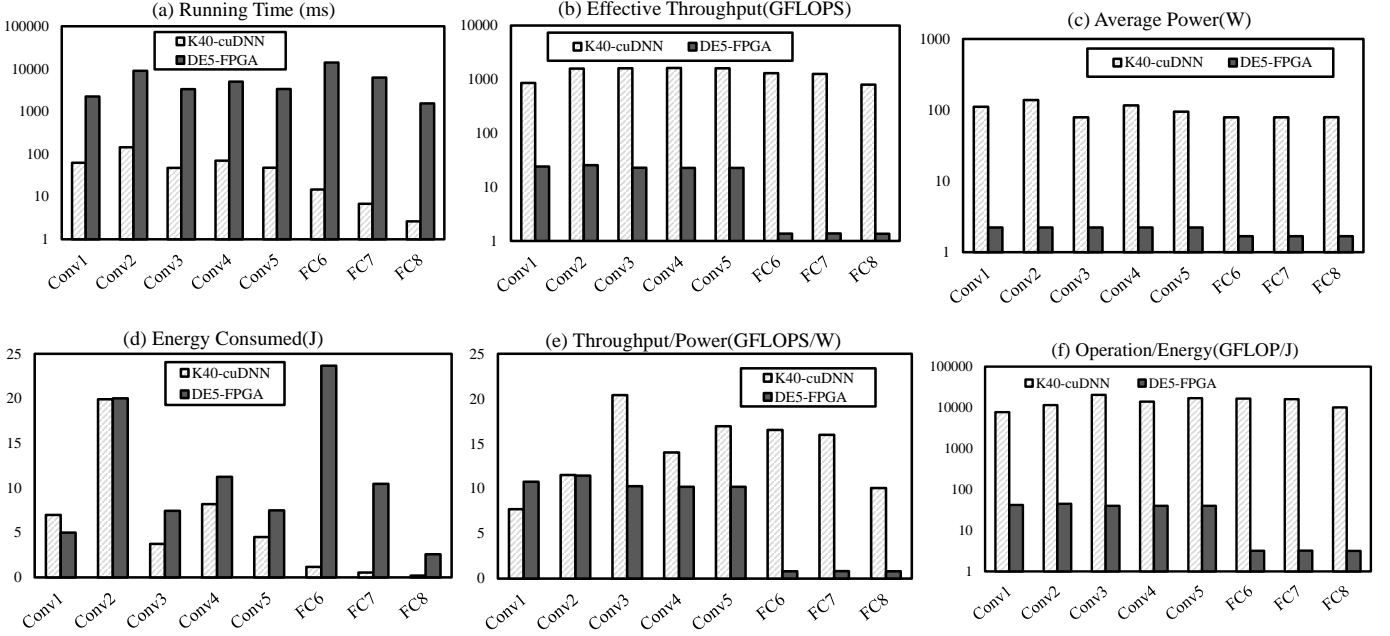 (a) Running Time (ms)
100000
10000
1000
100
10
1
K40-cuDNN
DE5-FPGA
Conv1 Conv2 Conv3 Conv4 Conv5 FC6 FC7 FC8
(b) Effective Throughput(GFLOPS)
10000
1000
100
10
1
K40-cuDNN DE5-FPGA
Conv1 Conv2 Conv3 Conv4 Conv5 FC6 FC7 FC8
(c) Average Power(W)
1000
100
10
1
K40-cuDNN DE5-FPGA
Conv1 Conv2 Conv3 Conv4 Conv5 FC6 FC7 FC8
(d) Energy Consumed(J)
25
20
15
10
5
0
K40-cuDNN
DE5-FPGA
Conv1 Conv2 Conv3 Conv4 Conv5 FC6 FC7 FC8
(e) Throughput/Power(GFLOPS/W)
25
20
15
10
5
0
K40-cuDNN
DE5-FPGA
Conv1 Conv2 Conv3 Conv4 Conv5 FC6 FC7 FC8
(f) Operation/Energy(GFLOP/J)
100000
10000
1000
100
10
1
K40-cuDNN DE5-FPGA
Conv1 Conv2 Conv3 Conv4 Conv5 FC6 FC7 FC8